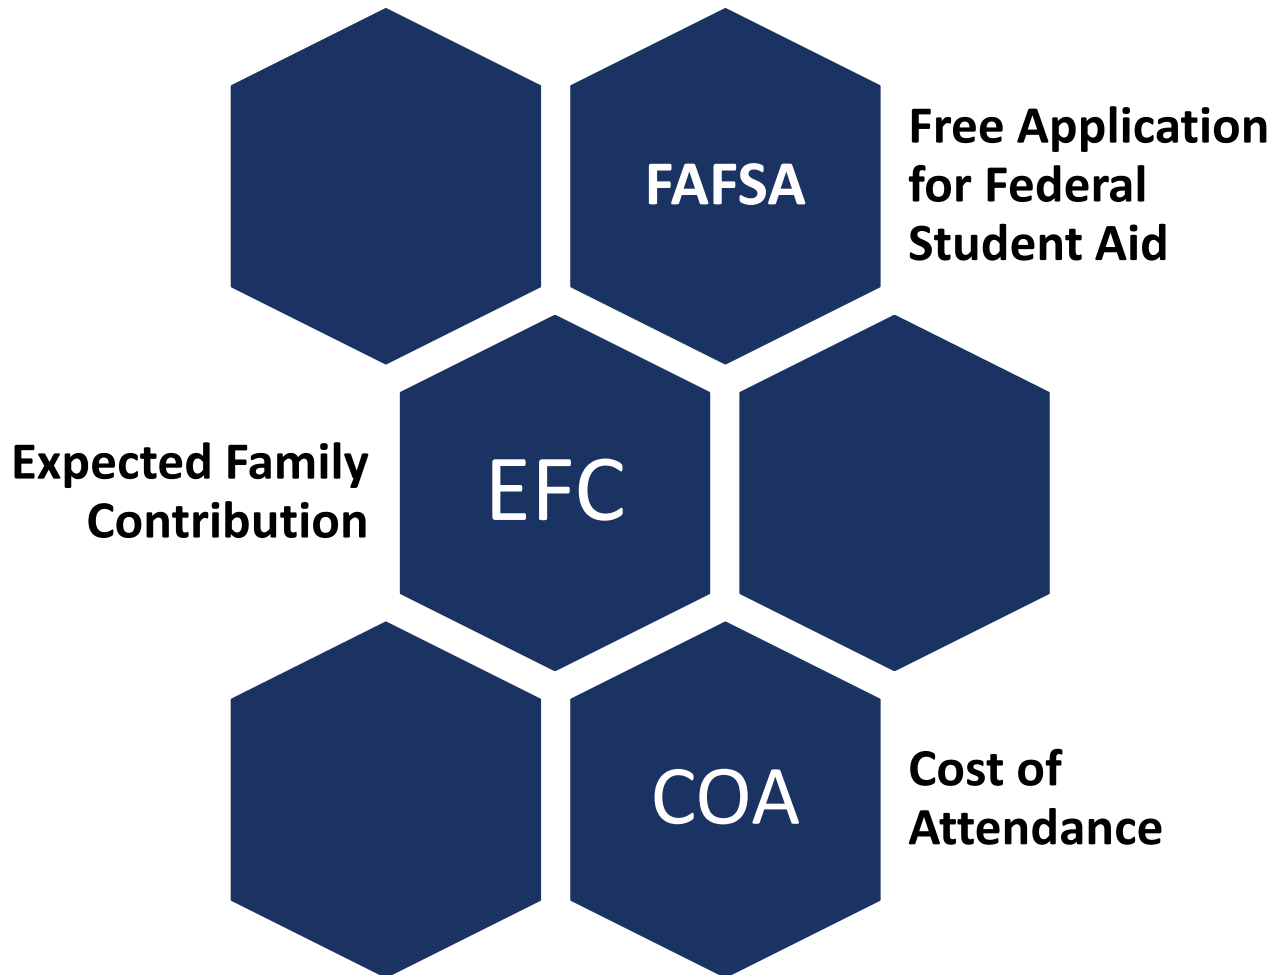 FAFSA
Free Application
for Federal
Student Aid
Expected Family
Contribution
EFC
COA
Cost of
Attendance